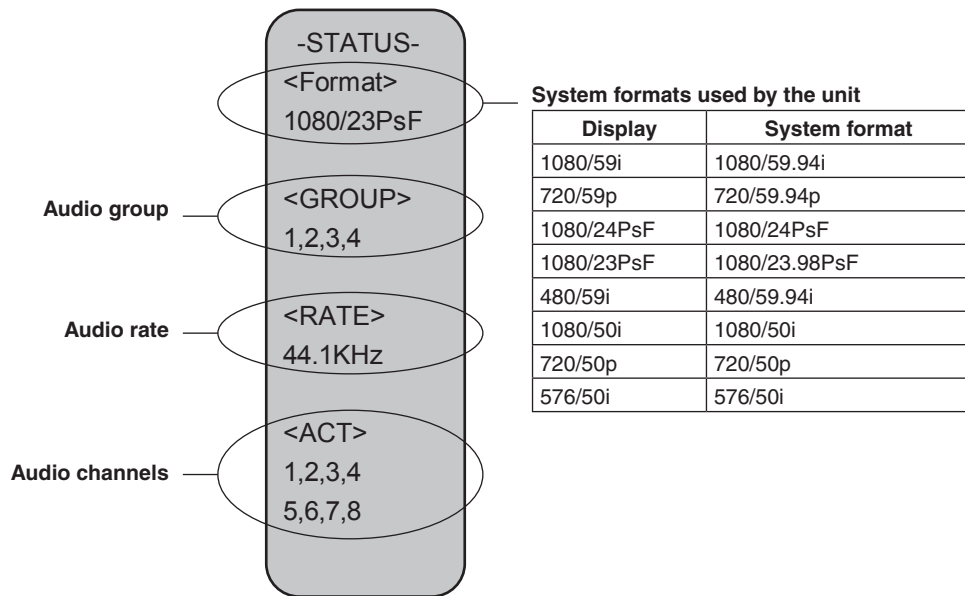 -STATUS-
<Format>
1080/23PsF
Audio group
<GROUP>
1,2,3,4
Audio rate
<RATE>
44.1KHz
Audio channels
<ACT>
1,2,3,4
5,6,7,8
System formats used by the unit
Display System format
1080/59i 1080/59.94i
720/59p 720/59.94p
1080/24PsF 1080/24PsF
1080/23PsF 1080/23.98PsF
480/59i 480/59.94i
1080/50i 1080/50i
720/50p 720/50p
576/50i 576/50i